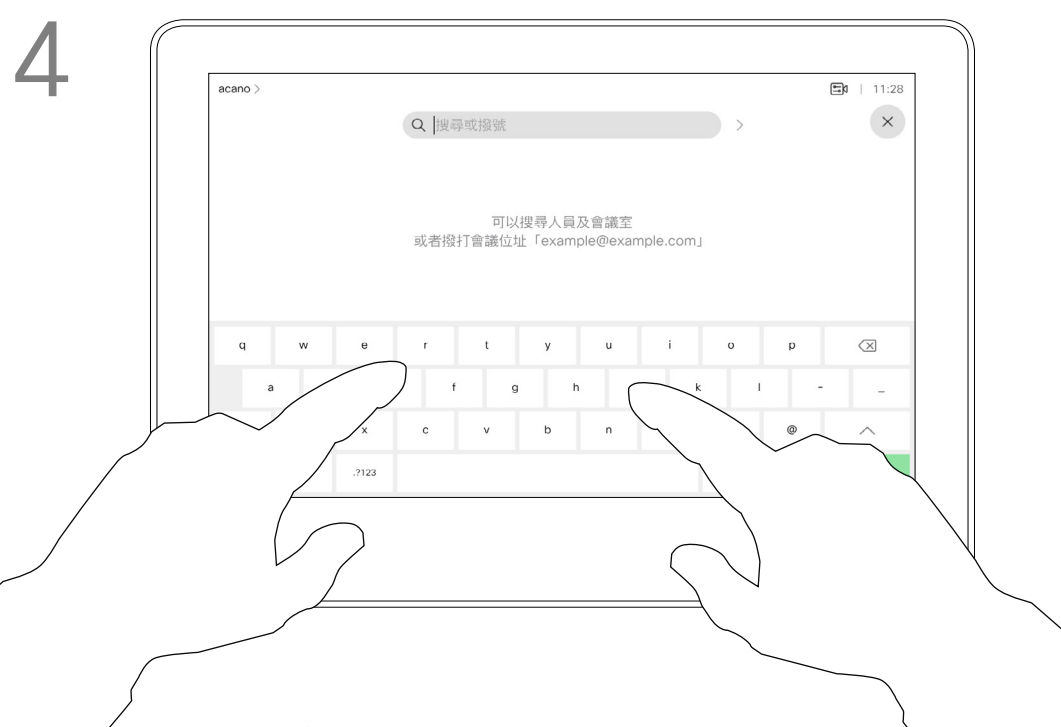 4
acano >
11:28
搜尋或撥號
可以搜尋人員及會議室
或者撥打會議位址「example@example.com」
q w e r t y u i o p
a f g h k l - _
x c v b n @
.?123